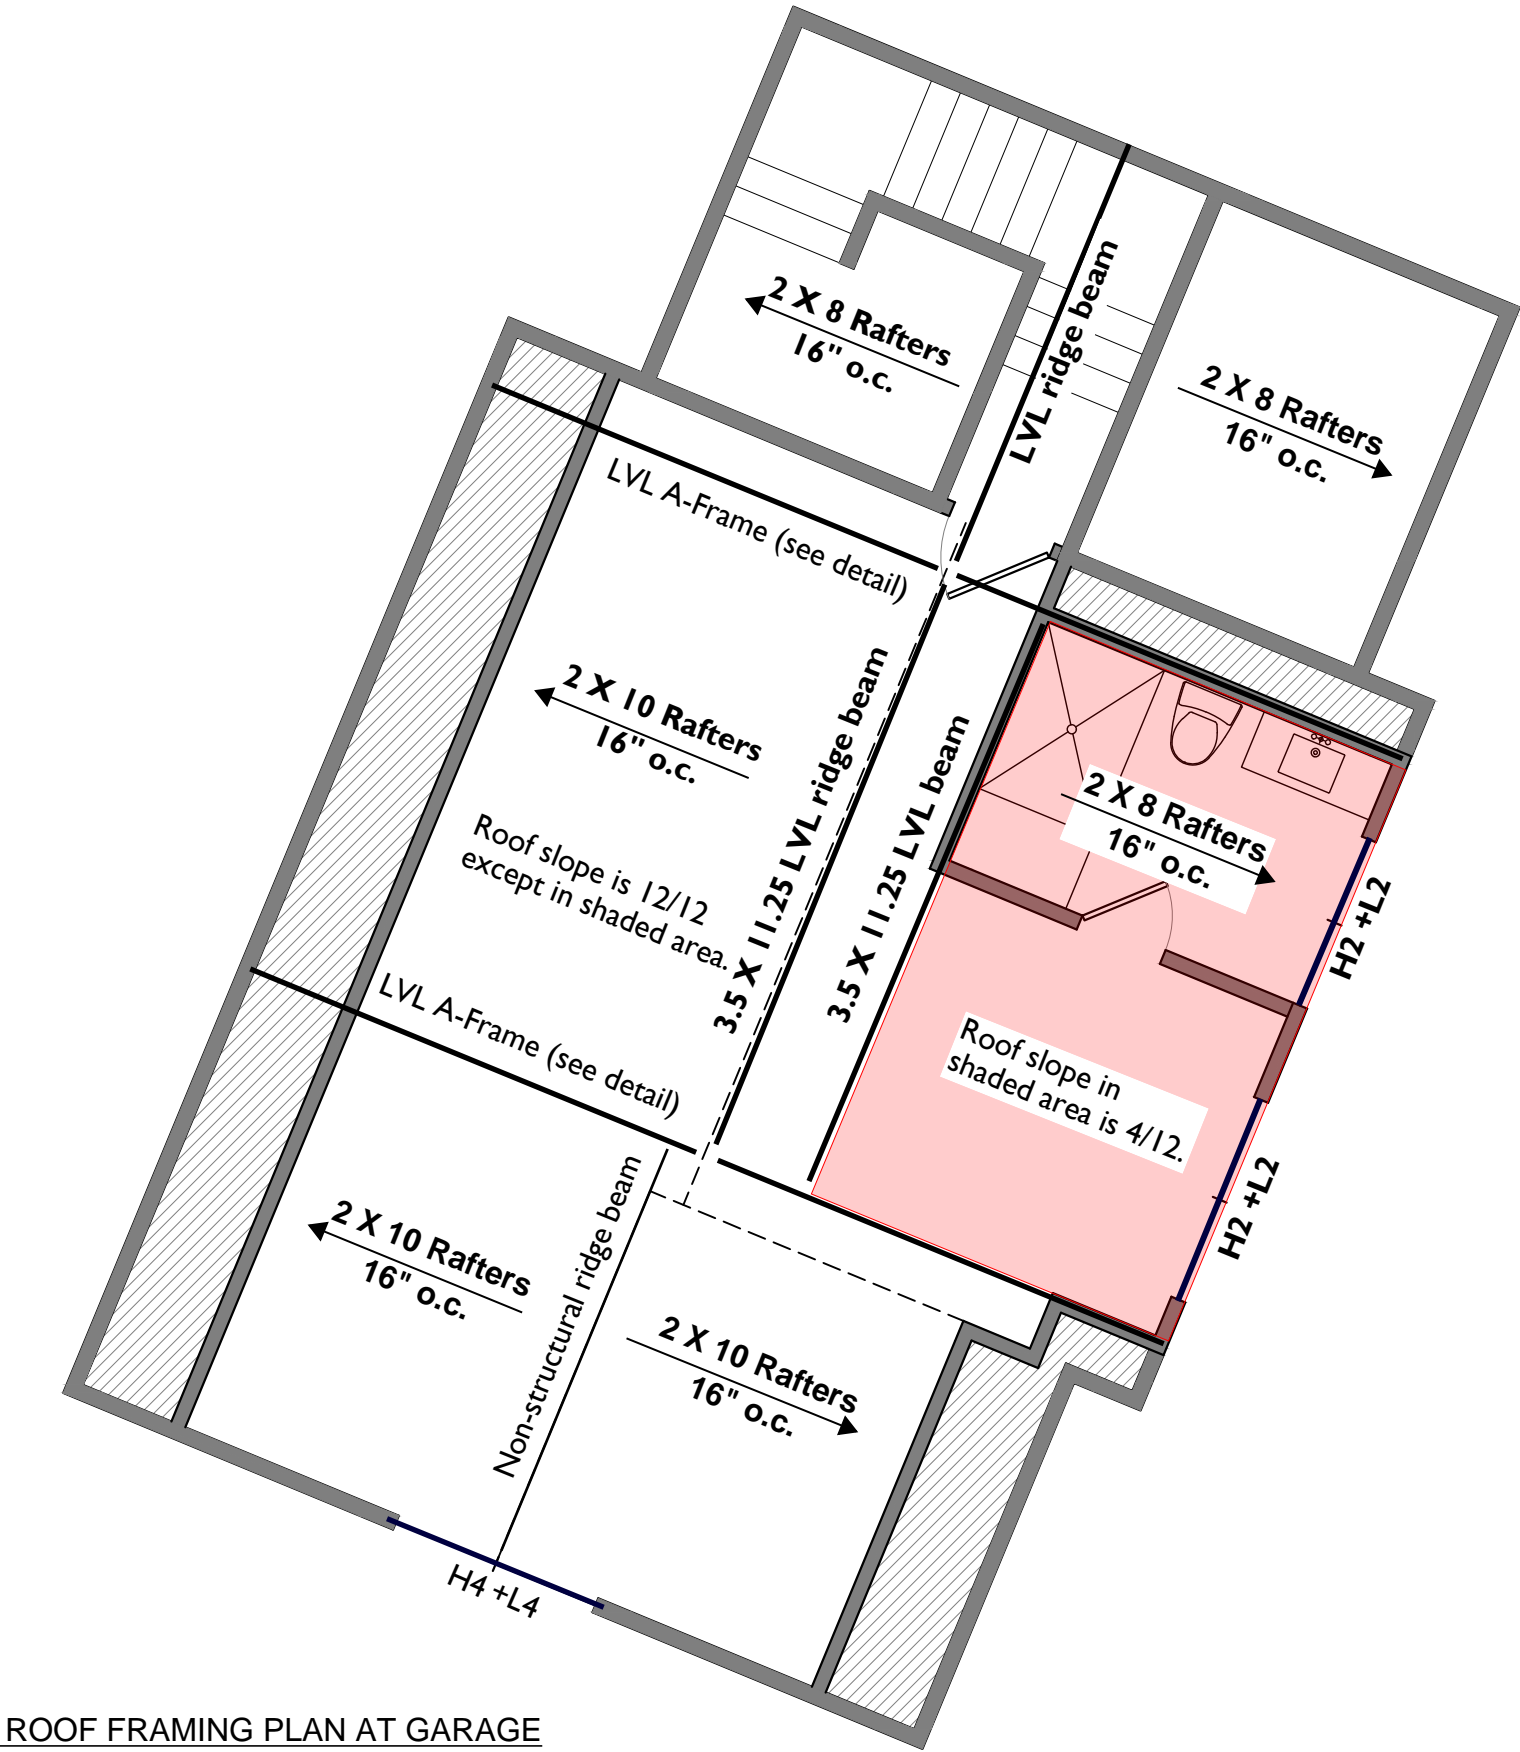 LVL ridge beam
2 X 8 Rafters
16" o.c.
2 X 8 Rafters
16" o.c.
LVL A-Frame (see detail)
2 X 10 Rafters
16" o.c.
3.5 X 11.25 LVL ridge beam
3.5 X 11.25 LVL beam
2 X 8 Rafters
16" o.c.
Roof slope is 12/12
except in shaded area.
H2 +L2
LVL A-Frame (see detail)
Roof slope in
shaded area is 4/12.
H2 +L2
2 X 10 Rafters
16" o.c.
Non-structural ridge beam
2 X 10 Rafters
16" o.c.
H4 +L4
ROOF FRAMING PLAN AT GARAGE